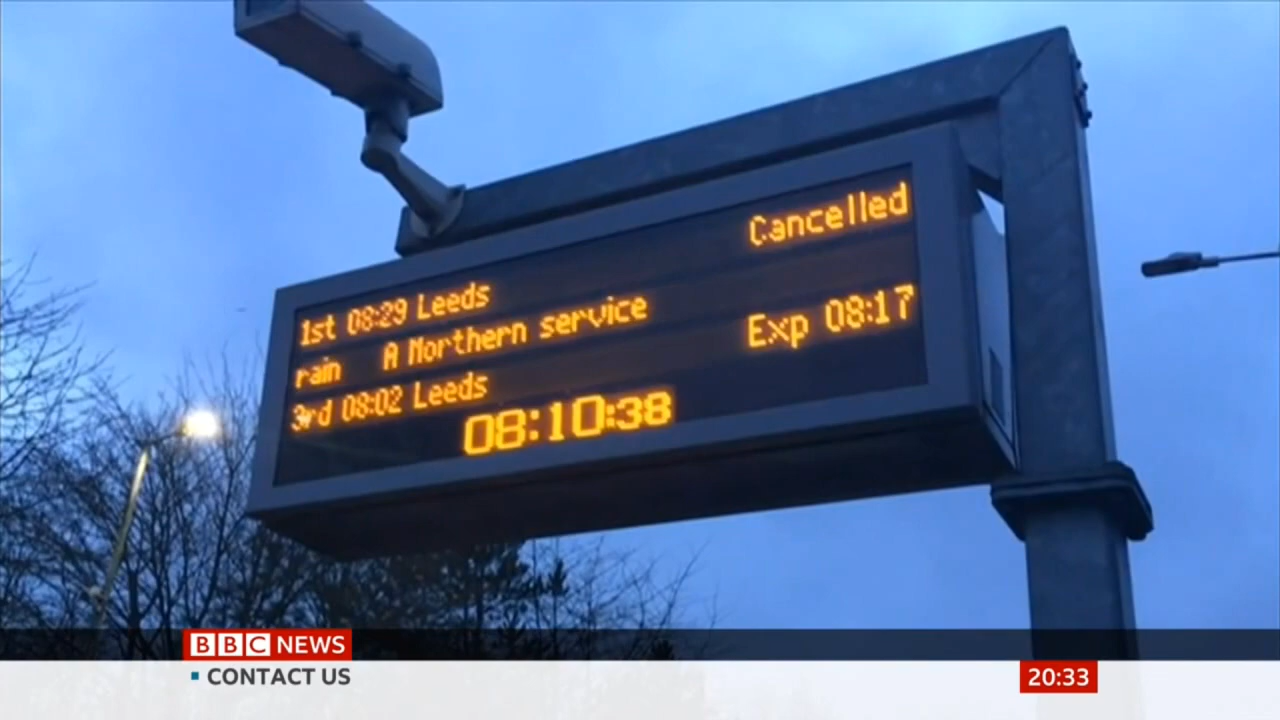 1st 08:29 Leeds Cancelled
rain A Northern service
3rd 08:02 Leeds Exp 08:17
08:10:38
BBC NEWS
CONTACT US
20:33